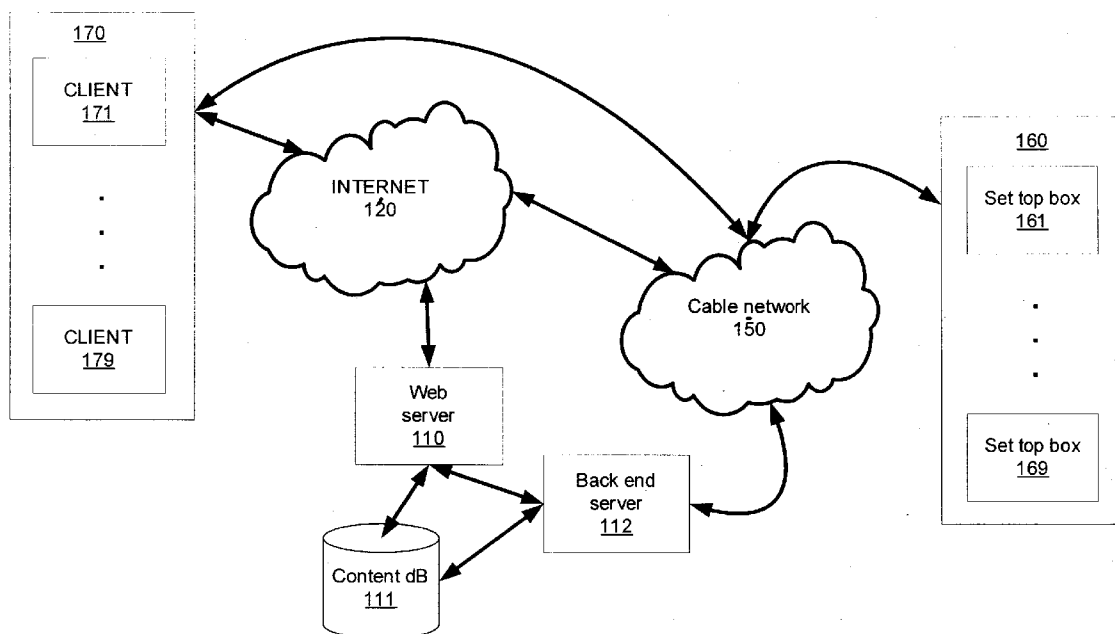 170
CLIENT
171
CLIENT
179
INTERNET
120
Cable network
150
160
Set top box
161
Set top box
169
Web
server
110
Back end
server
112
Content dB
111